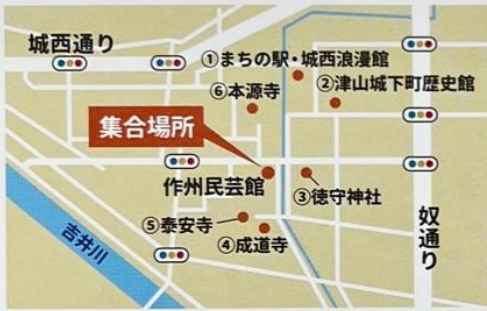 城西通り
①まちの駅・城西浪漫館
②津山城下町歴史館
⑥本源寺
集合場所
作州民芸館
③徳守神社
⑤泰安寺
④成道寺
吉井川
奴通り